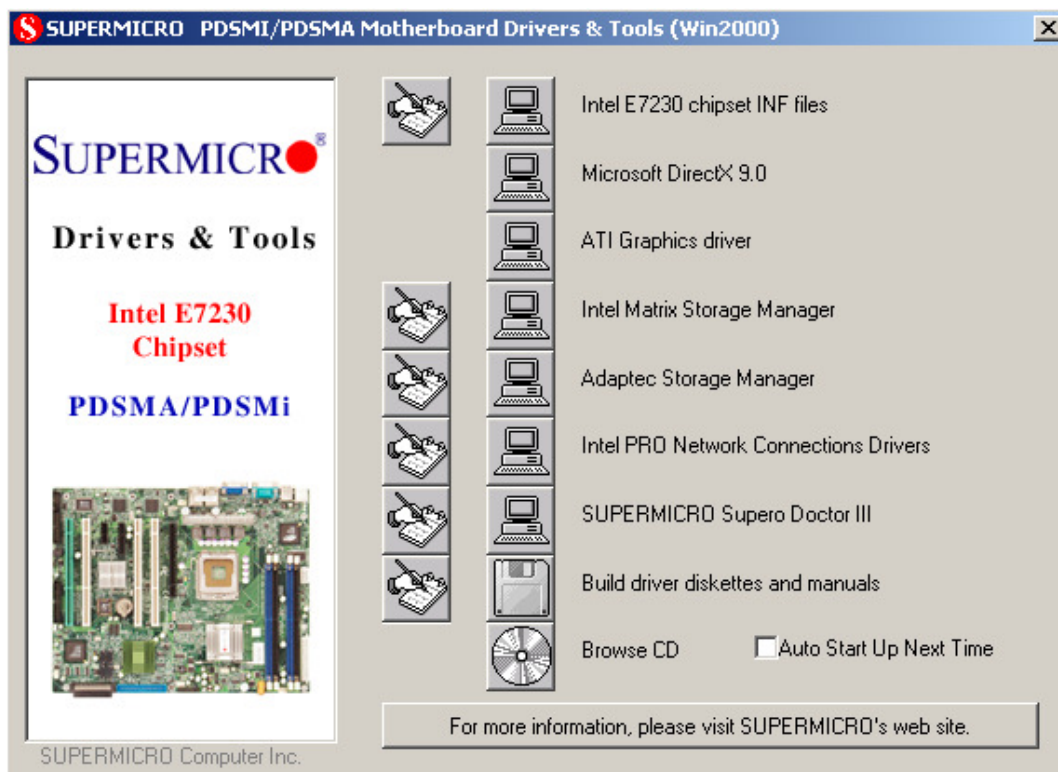 SUPERMICRO PDSMI/PDSMA Motherboard Drivers & Tools (Win2000)
SUPERMICRO®
Drivers & Tools
Intel E7230
Chipset
PDSMA/PDSMi
SUPERMICRO Computer Inc.
Intel E7230 chipset INF files
Microsoft DirectX 9.0
ATI Graphics driver
Intel Matrix Storage Manager
Adaptec Storage Manager
Intel PRO Network Connections Drivers
SUPERMICRO Supero Doctor III
Build driver diskettes and manuals
Browse CD
Auto Start Up Next Time
For more information, please visit SUPERMICRO's web site.